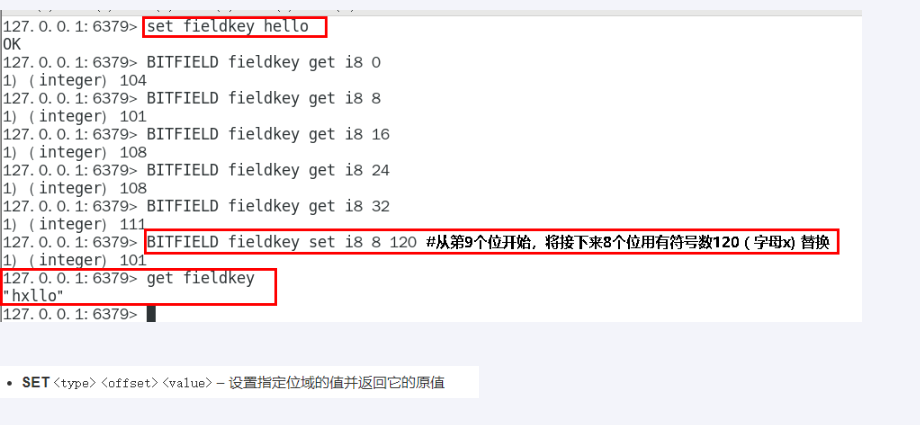 127.0.0.1:6379> set fieldkey hello
OK
127.0.0.1:6379> BITFIELD fieldkey get i8 0
1) (integer) 104
127.0.0.1:6379> BITFIELD fieldkey get i8 8
1) (integer) 101
127.0.0.1:6379> BITFIELD fieldkey get i8 16
1) (integer) 108
127.0.0.1:6379> BITFIELD fieldkey get i8 24
1) (integer) 108
127.0.0.1:6379> BITFIELD fieldkey get i8 32
1) (integer) 111
127.0.0.1:6379> BITFIELD fieldkey set i8 8 120 #从第9个位开始，将接下来8个位用有符号数120（字母x) 替换
1) (integer) 101
127.0.0.1:6379> get fieldkey
"hxllo"
127.0.0.1:6379>
• SET <type> <offset> <value> – 设置指定位域的值并返回它的原值